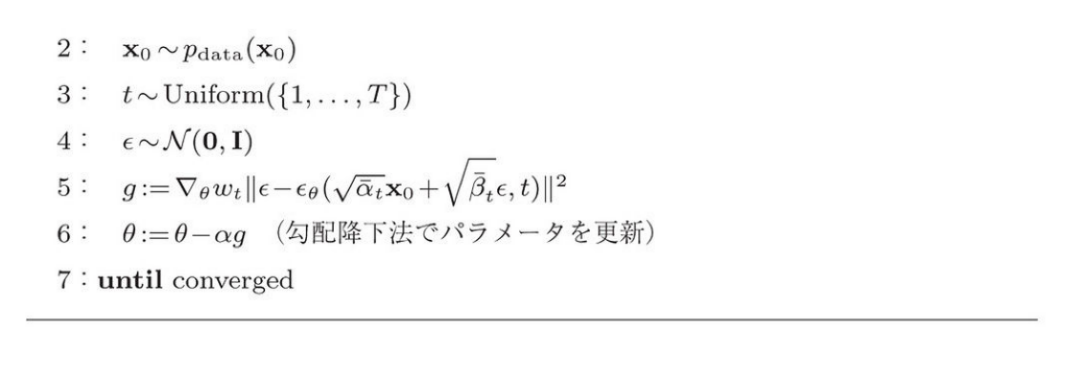 2： x₀ ∼ p_data(x₀)
3： t ∼ Uniform({1, . . . , T})
4： ϵ ∼ 𝒩(0, I)
5： g := ∇_θ w_t ‖ϵ − ϵ_θ(√ᾱ_t x₀ + √β̄_t ϵ, t)‖²
6： θ := θ − αg （勾配降下法でパラメータを更新）
7：until converged